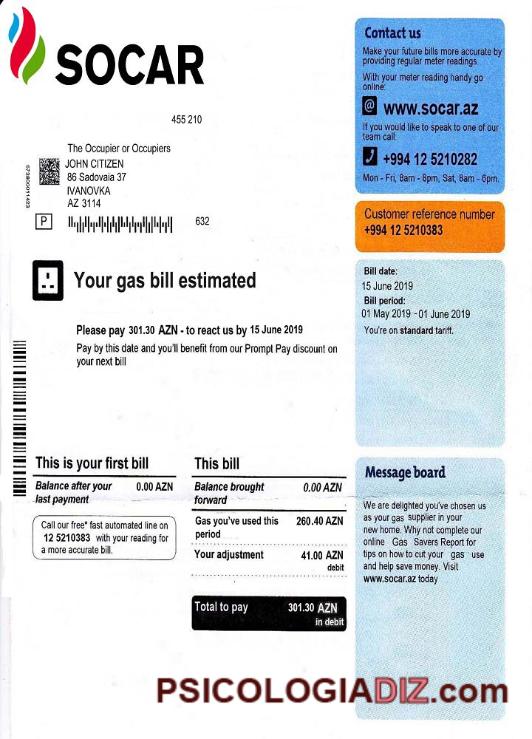 SOCAR
455 210
The Occupier or Occupiers
JOHN CITIZEN
86 Sadovaia 37
IVANOVKA
AZ 3114
P
632
Your gas bill estimated
Please pay 301.30 AZN - to react us by 15 June 2019
Pay by this date and you'll benefit from our Prompt Pay discount on
your next bill
This is your first bill
Balance after your 0.00 AZN
last payment
Call our free* fast automated line on
12 5210383 with your reading for
a more accurate bill.
This bill
Balance brought 0.00 AZN
forward
Gas you've used this 260.40 AZN
period
Your adjustment 41.00 AZN
debit
Total to pay 301.30 AZN
in debit
Contact us
Make your future bills more accurate by
providing regular meter readings.
With your meter reading handy go
online:
@ www.socar.az
If you would like to speak to one of our
team call:
+994 12 5210282
Mon - Fri, 8am - 8pm, Sat, 8am - 6pm.
Customer reference number
+994 12 5210383
Bill date:
15 June 2019
Bill period:
01 May 2019 - 01 June 2019
You're on standard tariff.
Message board
We are delighted you've chosen us
as your gas supplier in your
new home. Why not complete our
online Gas Savers Report for
tips on how to cut your gas use
and help save money. Visit
www.socar.az today
PSICOLOGIADIZ.com